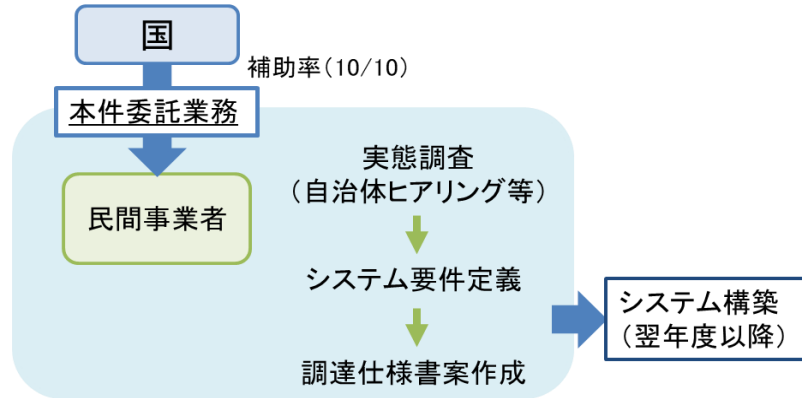 国
補助率（10/10）
本件委託業務
民間事業者
実態調査
（自治体ヒアリング等）
システム要件定義
調達仕様書案作成
システム構築
（翌年度以降）